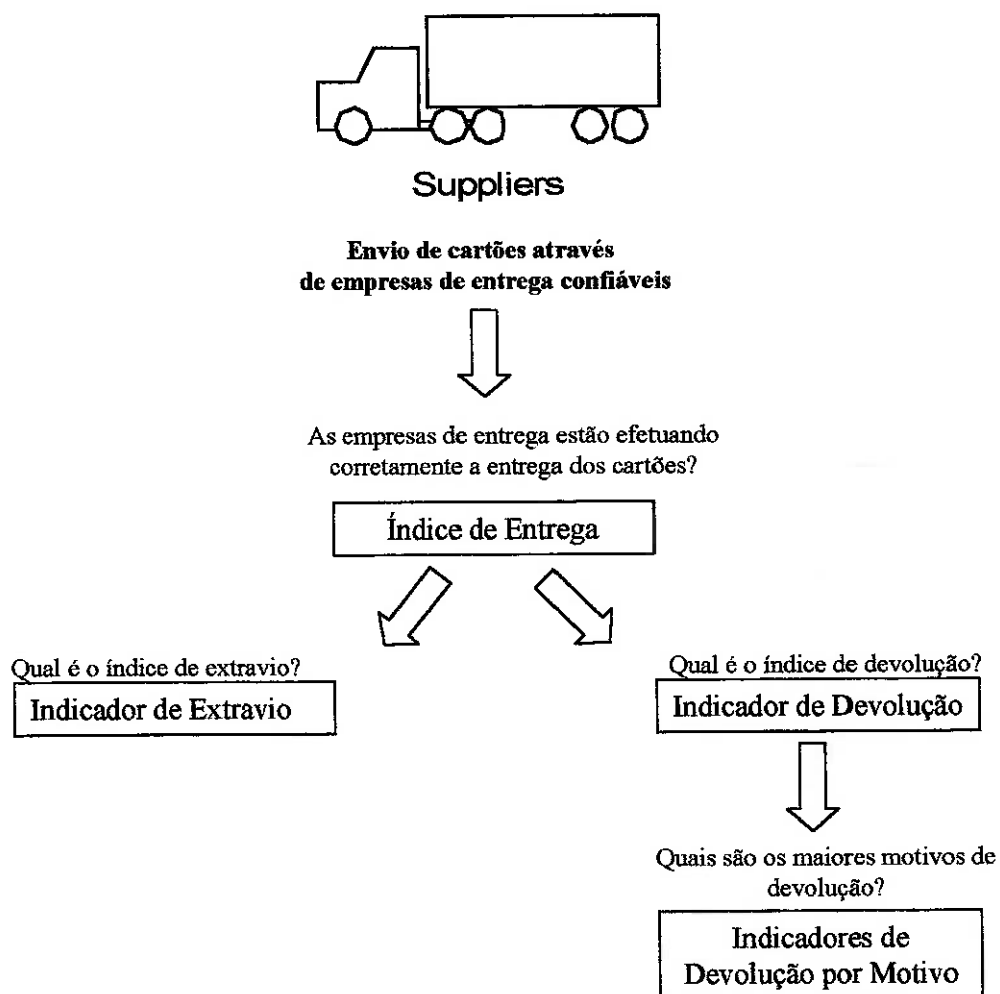 Suppliers
Envio de cartões através
de empresas de entrega confiáveis
As empresas de entrega estão efetuando
corretamente a entrega dos cartões?
Índice de Entrega
Qual é o índice de extravio?
Indicador de Extravio
Qual é o índice de devolução?
Indicador de Devolução
Quais são os maiores motivos de
devolução?
Indicadores de
Devolução por Motivo